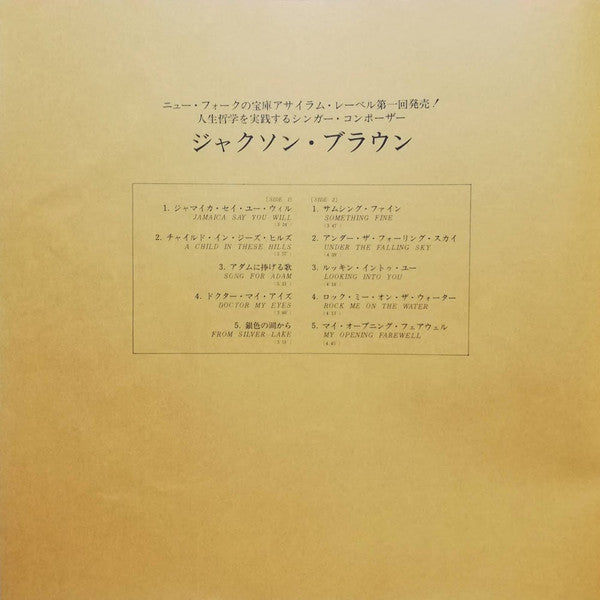 ニュー・フォークの宝庫アサイラム・レーベル第一回発売!
人生哲学を実践するシンガー・コンポーザー
ジャクソン・ブラウン
[SIDE 1]
1. ジャマイカ・セイ・ユー・ウィル
JAMAICA SAY YOU WILL
2. チャイルド・イン・ジーズ・ヒルズ
A CHILD IN THESE HILLS
3. アダムに捧げる歌
SONG FOR ADAM
4. ドクター・マイ・アイズ
DOCTOR MY EYES
5. 銀色の湖から
FROM SILVER LAKE
[SIDE 2]
1. サムシング・ファイン
SOMETHING FINE
2. アンダー・ザ・フォーリング・スカイ
UNDER THE FALLING SKY
3. ルッキン・イントゥ・ユー
LOOKING INTO YOU
4. ロック・ミー・オン・ザ・ウォーター
ROCK ME ON THE WATER
5. マイ・オープニング・フェアウェル
MY OPENING FAREWELL